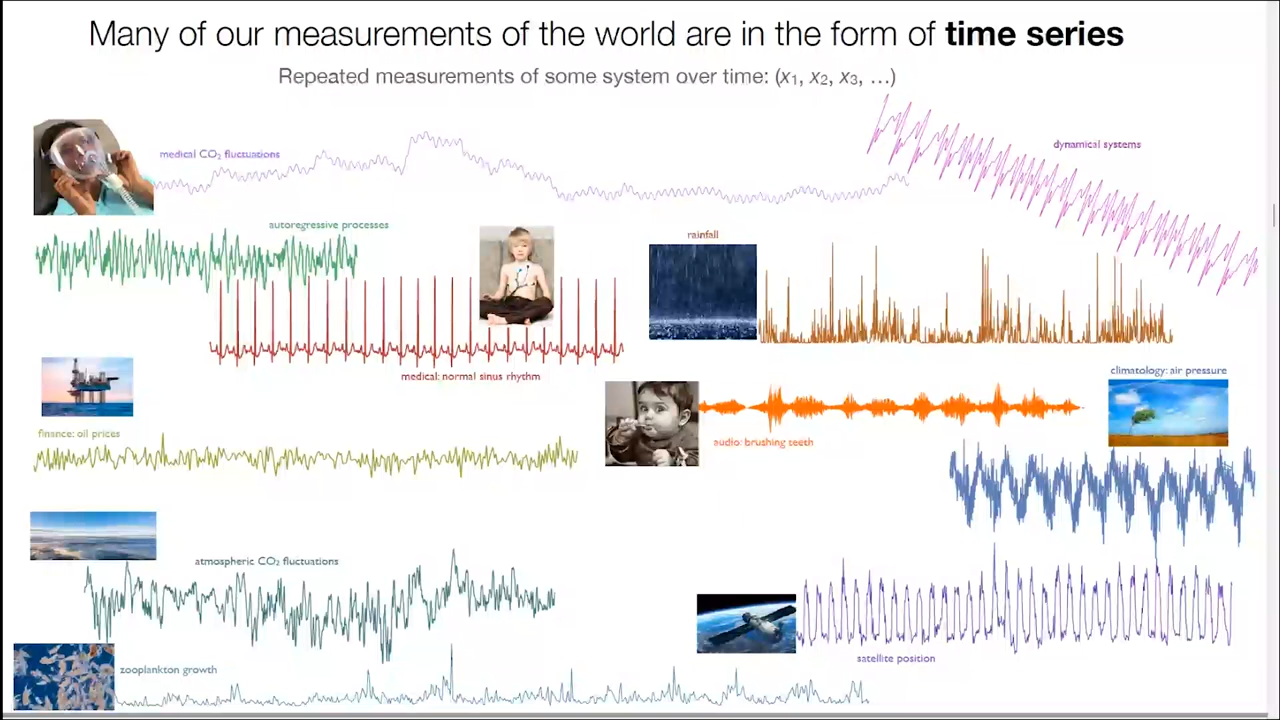 Many of our measurements of the world are in the form of time series
Repeated measurements of some system over time: (x₁, x₂, x₃, …)
medical CO₂ fluctuations
dynamical systems
autoregressive processes
rainfall
medical: normal sinus rhythm
climatology: air pressure
finance: oil prices
audio: brushing teeth
atmospheric CO₂ fluctuations
satellite position
zooplankton growth